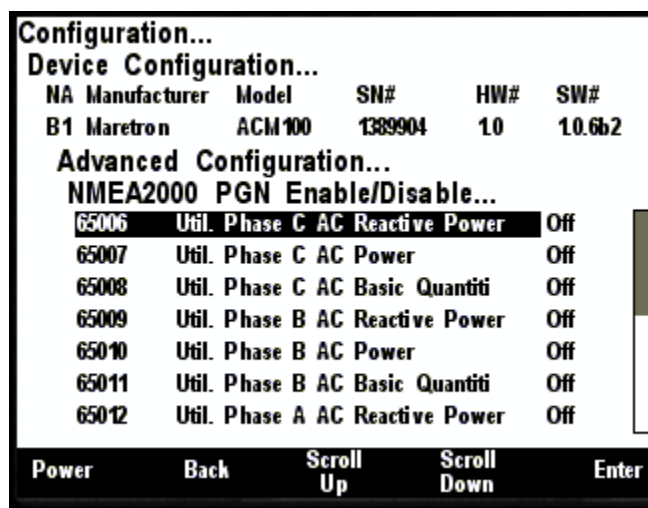 Configuration...
Device Configuration...
NA Manufacturer Model SN# HW# SW#
B1 Maretron ACM100 1389904 1.0 1.0.6b2
Advanced Configuration...
NMEA2000 PGN Enable/Disable...
65006 Util. Phase C AC Reactive Power Off
65007 Util. Phase C AC Power Off
65008 Util. Phase C AC Basic Quantiti Off
65009 Util. Phase B AC Reactive Power Off
65010 Util. Phase B AC Power Off
65011 Util. Phase B AC Basic Quantiti Off
65012 Util. Phase A AC Reactive Power Off
Power Back Scroll Up Scroll Down Enter